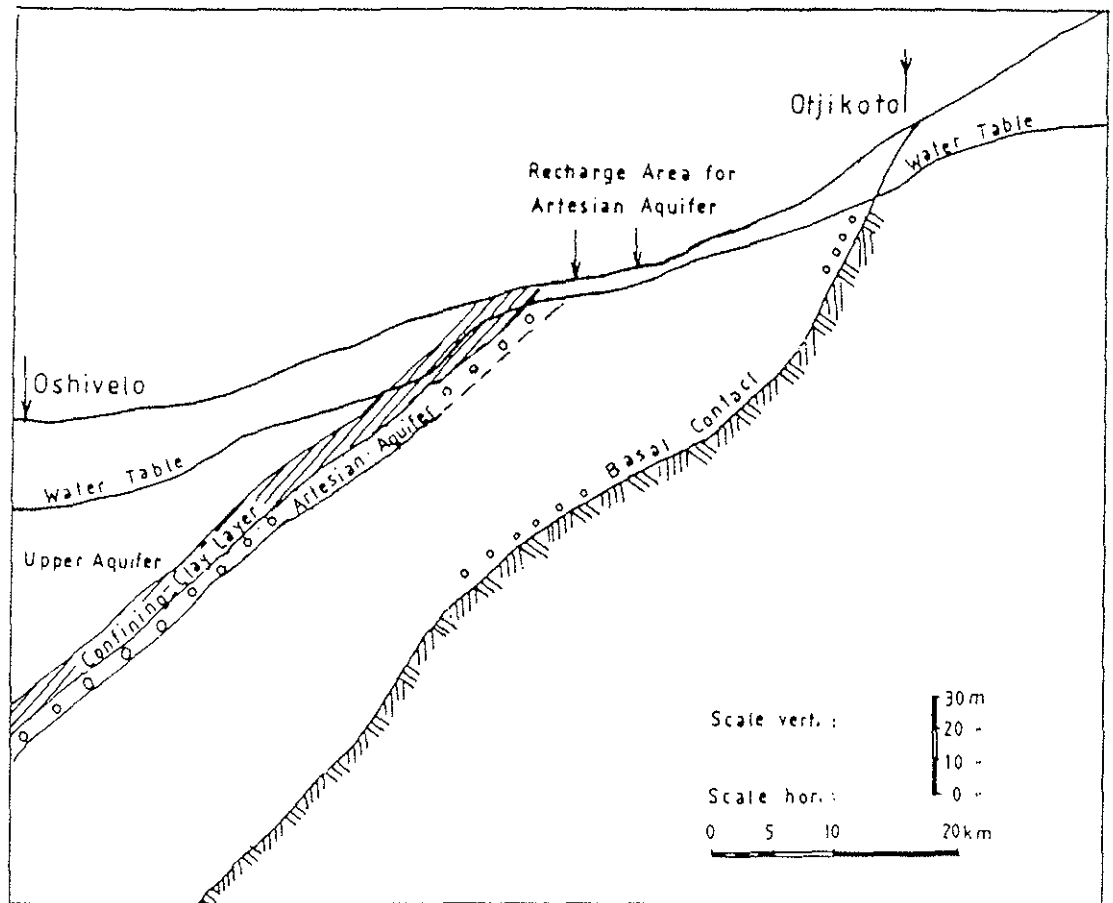 Otjikoto
Water Table
Recharge Area for
Artesian Aquifer
Oshivelo
Water Table
Artesian Aquifer
Confining Clay Layer
Upper Aquifer
Basal Contact
Scale vert. :
30 m
20 "
10 "
0 "
Scale hor. :
0 5 10 20 km